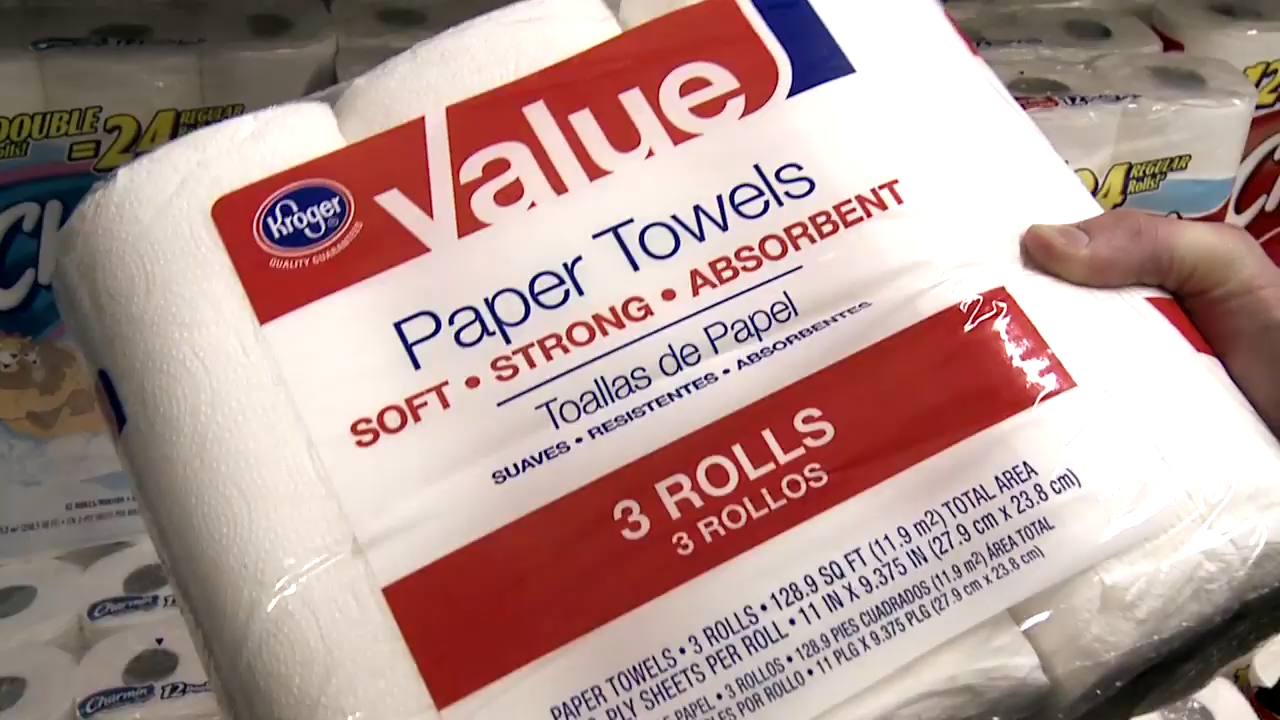 DOUBLE
=24 REGULAR
24 REGULAR
Rolls!
Value
Kroger
QUALITY GUARANTEED
Paper Towels
SOFT • STRONG • ABSORBENT
Toallas de Papel
SUAVES • RESISTENTES • ABSORBENTES
3 ROLLS
3 ROLLOS
PAPER TOWELS • 3 ROLLS • 128.9 SQ FT (11.9 m2) TOTAL AREA
PLY SHEETS PER ROLL • 11 IN X 9.375 IN (27.9 cm x 23.8 cm)
PAPEL • 3 ROLLOS • 128.9 PIES CUADRADOS (11.9 m2) ÁREA TOTAL
POR ROLLO • 11 PLG X 9.375 PLG (27.9 cm x 23.8 cm)
Charmin
Charmin 12